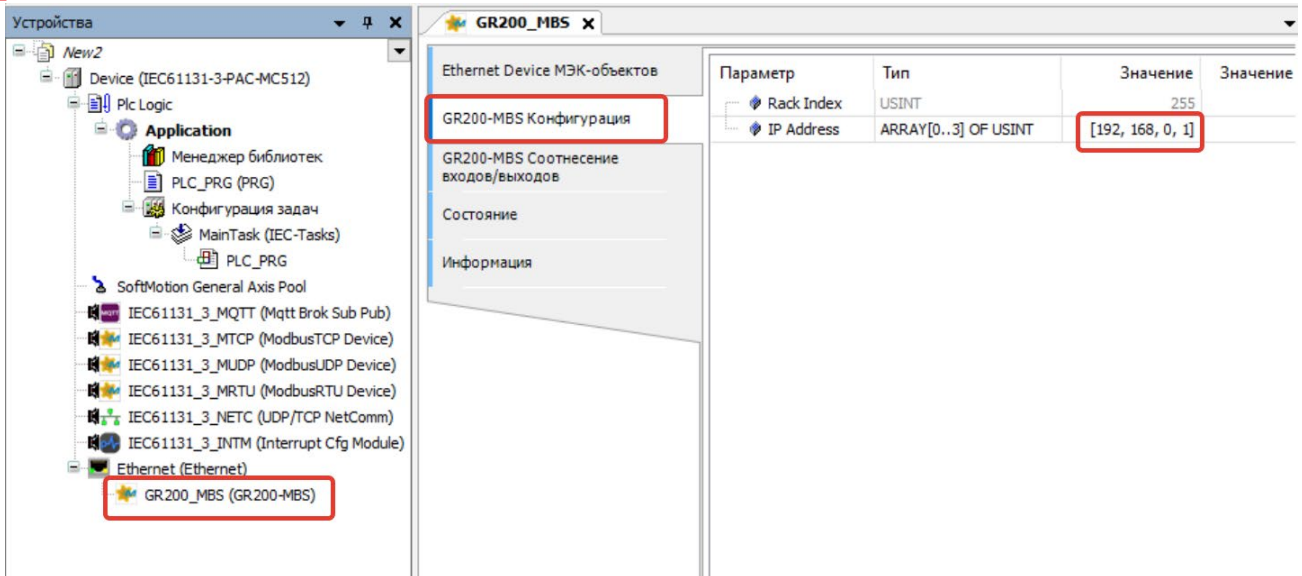 Устройства
New2
Device (IEC61131-3-PAC-MC512)
Plc Logic
Application
Менеджер библиотек
PLC_PRG (PRG)
Конфигурация задач
MainTask (IEC-Tasks)
PLC_PRG
SoftMotion General Axis Pool
IEC61131_3_MQTT (Mqtt Brok Sub Pub)
IEC61131_3_MTCP (ModbusTCP Device)
IEC61131_3_MUDP (ModbusUDP Device)
IEC61131_3_MRTU (ModbusRTU Device)
IEC61131_3_NETC (UDP/TCP NetComm)
IEC61131_3_INTM (Interrupt Cfg Module)
Ethernet (Ethernet)
GR200_MBS (GR200-MBS)
GR200_MBS
Ethernet Device МЭК-объектов
GR200-MBS Конфигурация
GR200-MBS Соотнесение
входов/выходов
Состояние
Информация
Параметр Тип Значение Значение
Rack Index USINT 255
IP Address ARRAY[0..3] OF USINT [192, 168, 0, 1]